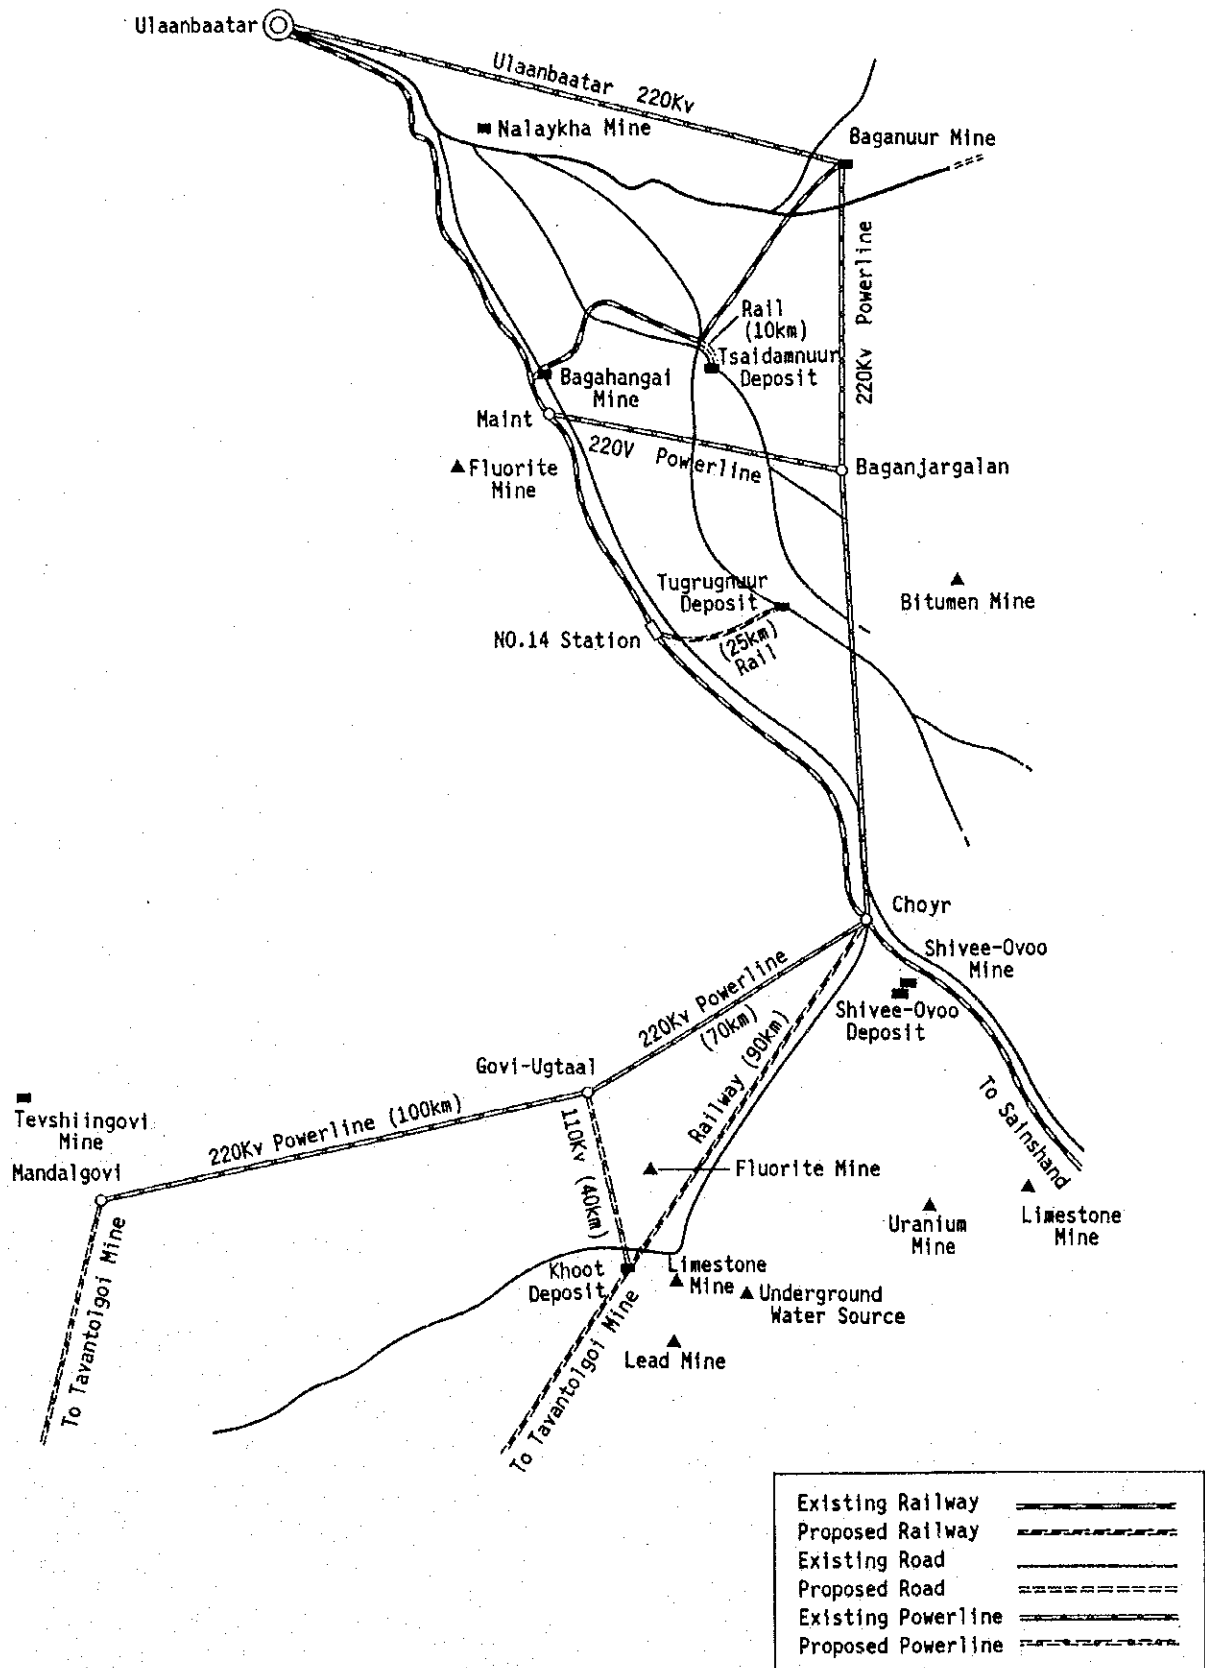 Ulaanbaatar
Ulaanbaatar 220Kv
Nalaykha Mine
Baganuur Mine
220Kv Powerline
Rail
(10km)
Tsaidamnuur
Deposit
Bagahangai
Mine
Maint
220V Powerline
Baganjargalan
Fluorite
Mine
Tugrugnuur
Deposit
Bitumen Mine
NO.14 Station
(25km)
Rail
Choyr
Shivee-Ovoo
Mine
Shivee-Ovoo
Deposit
220Kv Powerline
(70km)
Railway (90km)
Govi-Ugtaal
To Sainshand
Tevshiingovi
Mine
220Kv Powerline (100km)
110Kv (40km)
Mandalgovi
Fluorite Mine
Uranium
Mine
Limestone
Mine
To Tavantolgoi Mine
Khoot
Deposit
Limestone
Mine
Underground
Water Source
Lead Mine
To Tavantolgoi Mine
Existing Railway
Proposed Railway
Existing Road
Proposed Road
Existing Powerline
Proposed Powerline